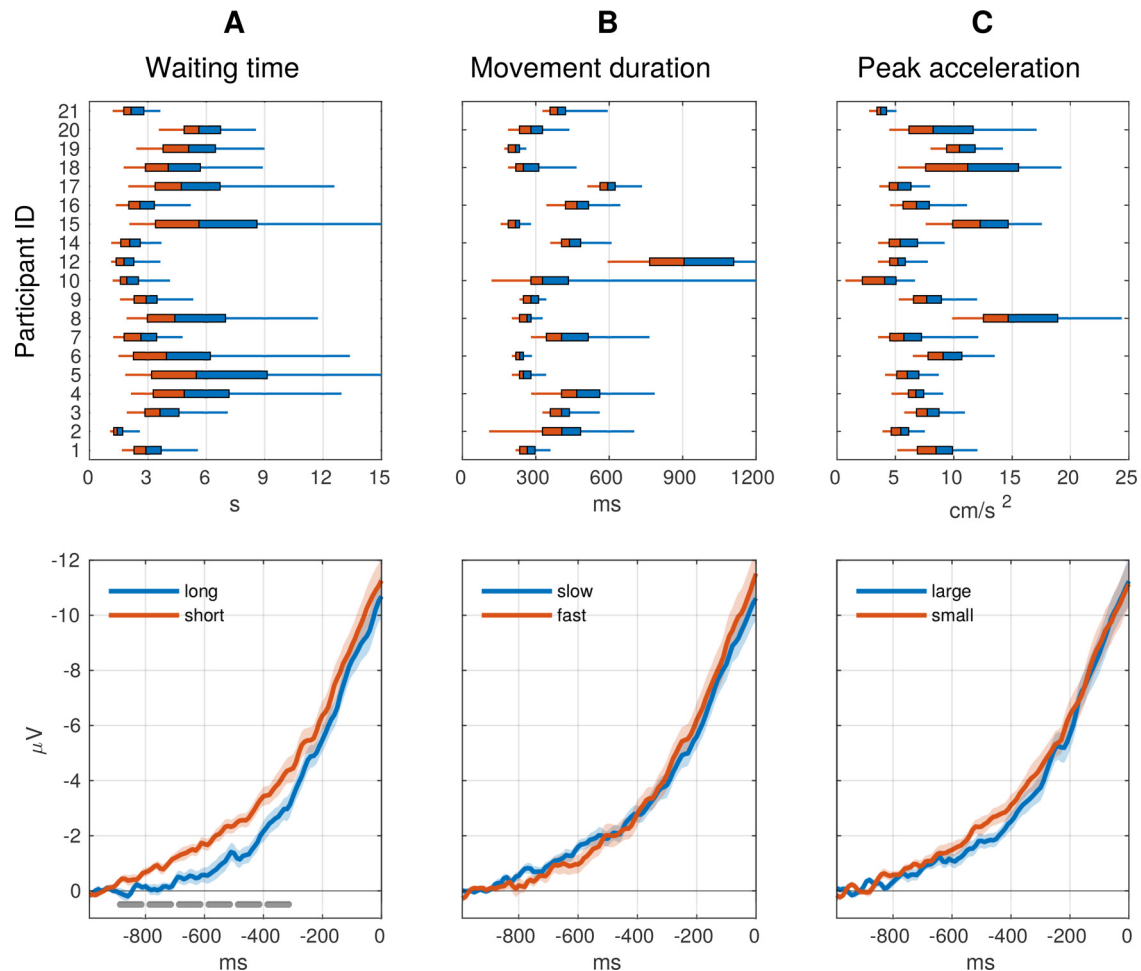 A
B
C
Waiting time
Movement duration
Peak acceleration
Participant ID
21
20
19
18
17
16
15
14
12
10
9
8
7
6
5
4
3
2
1
0 3 6 9 12 15
s
0 300 600 900 1200
ms
0 5 10 15 20 25
cm/s 2
μV
-12
-10
-8
-6
-4
-2
0
long
short
slow
fast
large
small
-800 -600 -400 -200 0
ms
-800 -600 -400 -200 0
ms
-800 -600 -400 -200 0
ms